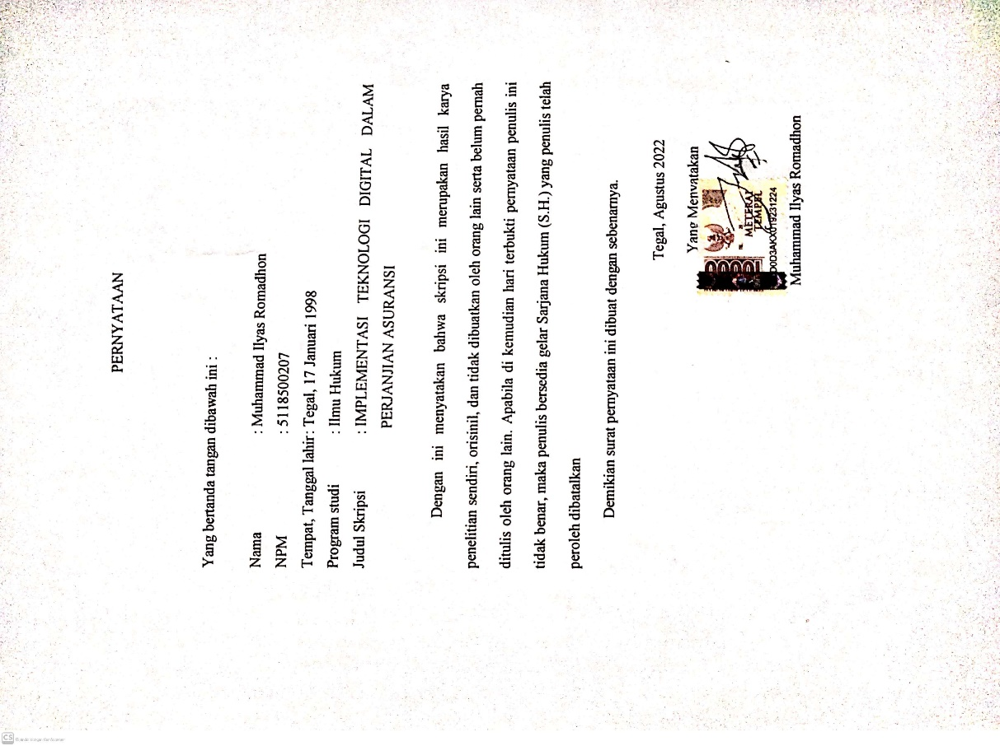 PERNYATAAN
Yang bertanda tangan dibawah ini :
Nama : Muhammad Ilyas Romadhon
NPM : 5118500207
Tempat, Tanggal lahir : Tegal, 17 Januari 1998
Program studi : Ilmu Hukum
Judul Skripsi : IMPLEMENTASI TEKNOLOGI DIGITAL DALAM
PERJANJIAN ASURANSI
Dengan ini menyatakan bahwa skripsi ini merupakan hasil karya
penelitian sendiri, orisinil, dan tidak dibuatkan oleh orang lain serta belum pernah
ditulis oleh orang lain. Apabila di kemudian hari terbukti pernyataan penulis ini
tidak benar, maka penulis bersedia gelar Sarjana Hukum (S.H.) yang penulis telah
peroleh dibatalkan
Demikian surat pernyataan ini dibuat dengan sebenarnya.
Tegal, Agustus 2022
Yang Menyatakan
10000
METERAI
TEMPEL
D0D3AKX019231224
Muhammad Ilyas Romadhon
CS